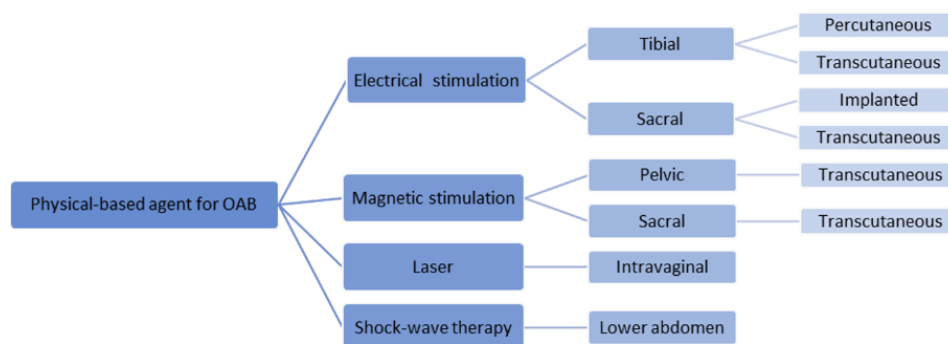 Percutaneous
Tibial
Transcutaneous
Electrical stimulation
Implanted
Sacral
Transcutaneous
Pelvic
Transcutaneous
Physical-based agent for OAB
Magnetic stimulation
Sacral
Transcutaneous
Laser
Intravaginal
Shock-wave therapy
Lower abdomen